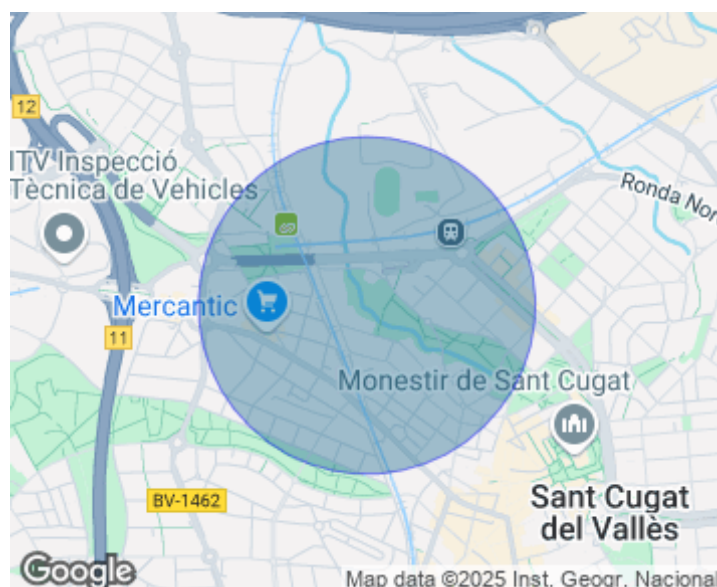 12
ITV Inspecció
Tècnica de Vehicles
Ronda Nor
Mercantic
11
Monestir de Sant Cugat
BV-1462
Sant Cugat
del Vallès
Google
Map data ©2025 Inst. Geogr. Nacional